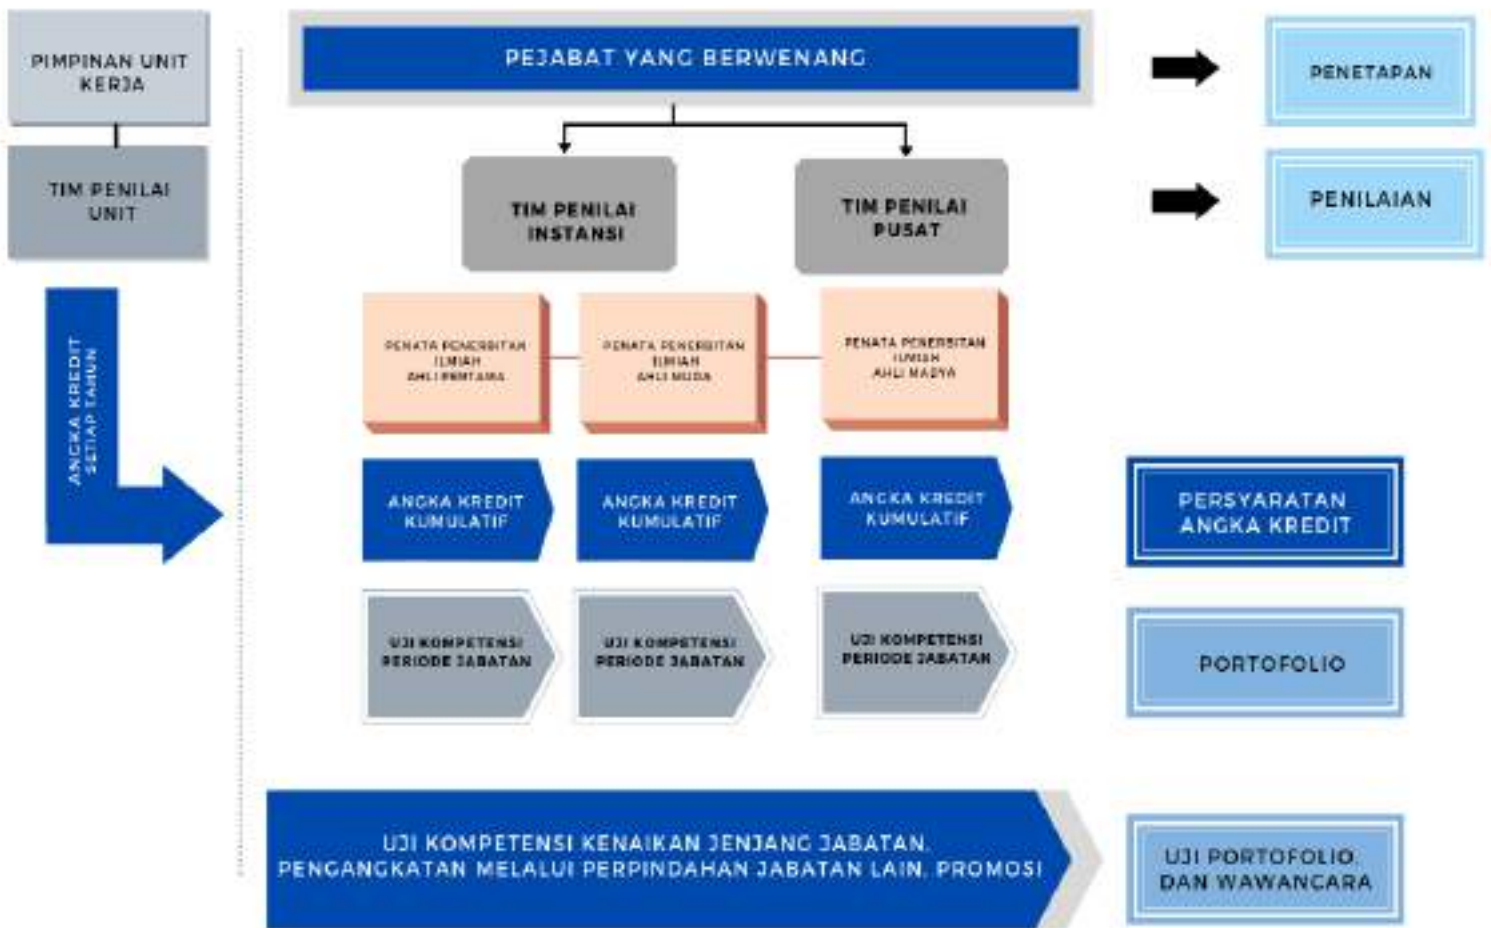 PIMPINAN UNIT
KERJA
TIM PENILAI
UNIT
ANGKA KREDIT
SETIAP TAHUN
PEJABAT YANG BERWENANG
PENETAPAN
TIM PENILAI
INSTANSI
TIM PENILAI
PUSAT
PENILAIAN
PENATA PENERBITAN
ILMIAH
AHLI PERTAMA
PENATA PENERBITAN
ILMIAH
AHLI MUDA
PENATA PENERBITAN
ILMIAH
AHLI MADYA
ANGKA KREDIT
KUMULATIF
ANGKA KREDIT
KUMULATIF
ANGKA KREDIT
KUMULATIF
PERSYARATAN
ANGKA KREDIT
UJI KOMPETENSI
PERIODE JABATAN
UJI KOMPETENSI
PERIODE JABATAN
UJI KOMPETENSI
PERIODE JABATAN
PORTOFOLIO
UJI KOMPETENSI KENAIKAN JENJANG JABATAN,
PENGANGKATAN MELALUI PERPINDAHAN JABATAN LAIN, PROMOSI
UJI PORTOFOLIO,
DAN WAWANCARA